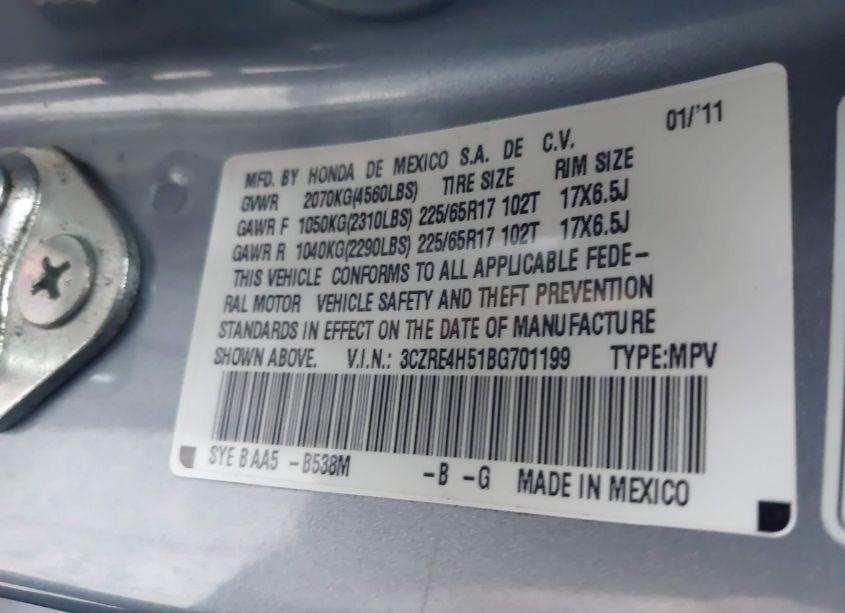 01/'11
MFD. BY HONDA DE MEXICO S.A. DE C.V.
GVWR 2070KG(4560LBS) TIRE SIZE RIM SIZE
GAWR F 1050KG(2310LBS) 225/65R17 102T 17X6.5J
GAWR R 1040KG(2290LBS) 225/65R17 102T 17X6.5J
THIS VEHICLE CONFORMS TO ALL APPLICABLE FEDE-
RAL MOTOR VEHICLE SAFETY AND THEFT PREVENTION
STANDARDS IN EFFECT ON THE DATE OF MANUFACTURE
SHOWN ABOVE. V.I.N.: 3CZRE4H51BG701199 TYPE:MPV
SYE B AA5 -B538M -B -G MADE IN MEXICO